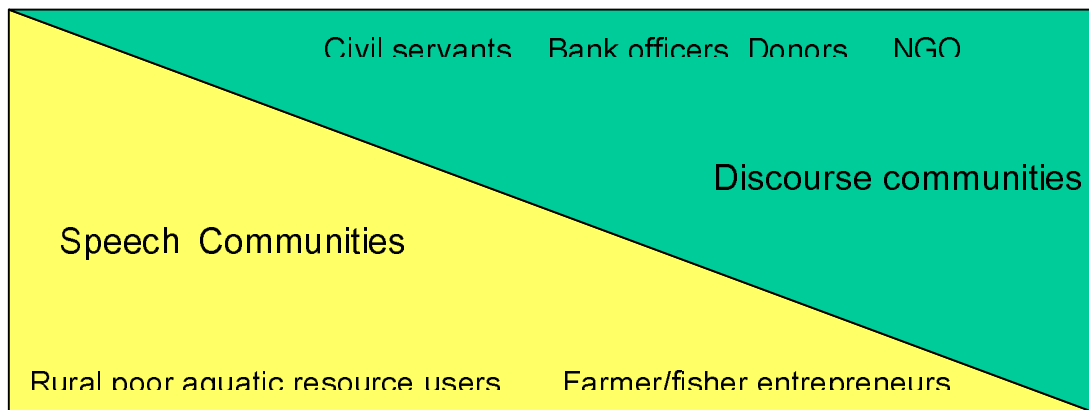 Civil servants Bank officers Donors NGO
Discourse communities
Speech Communities
Rural poor aquatic resource users Farmer/fisher entrepreneurs